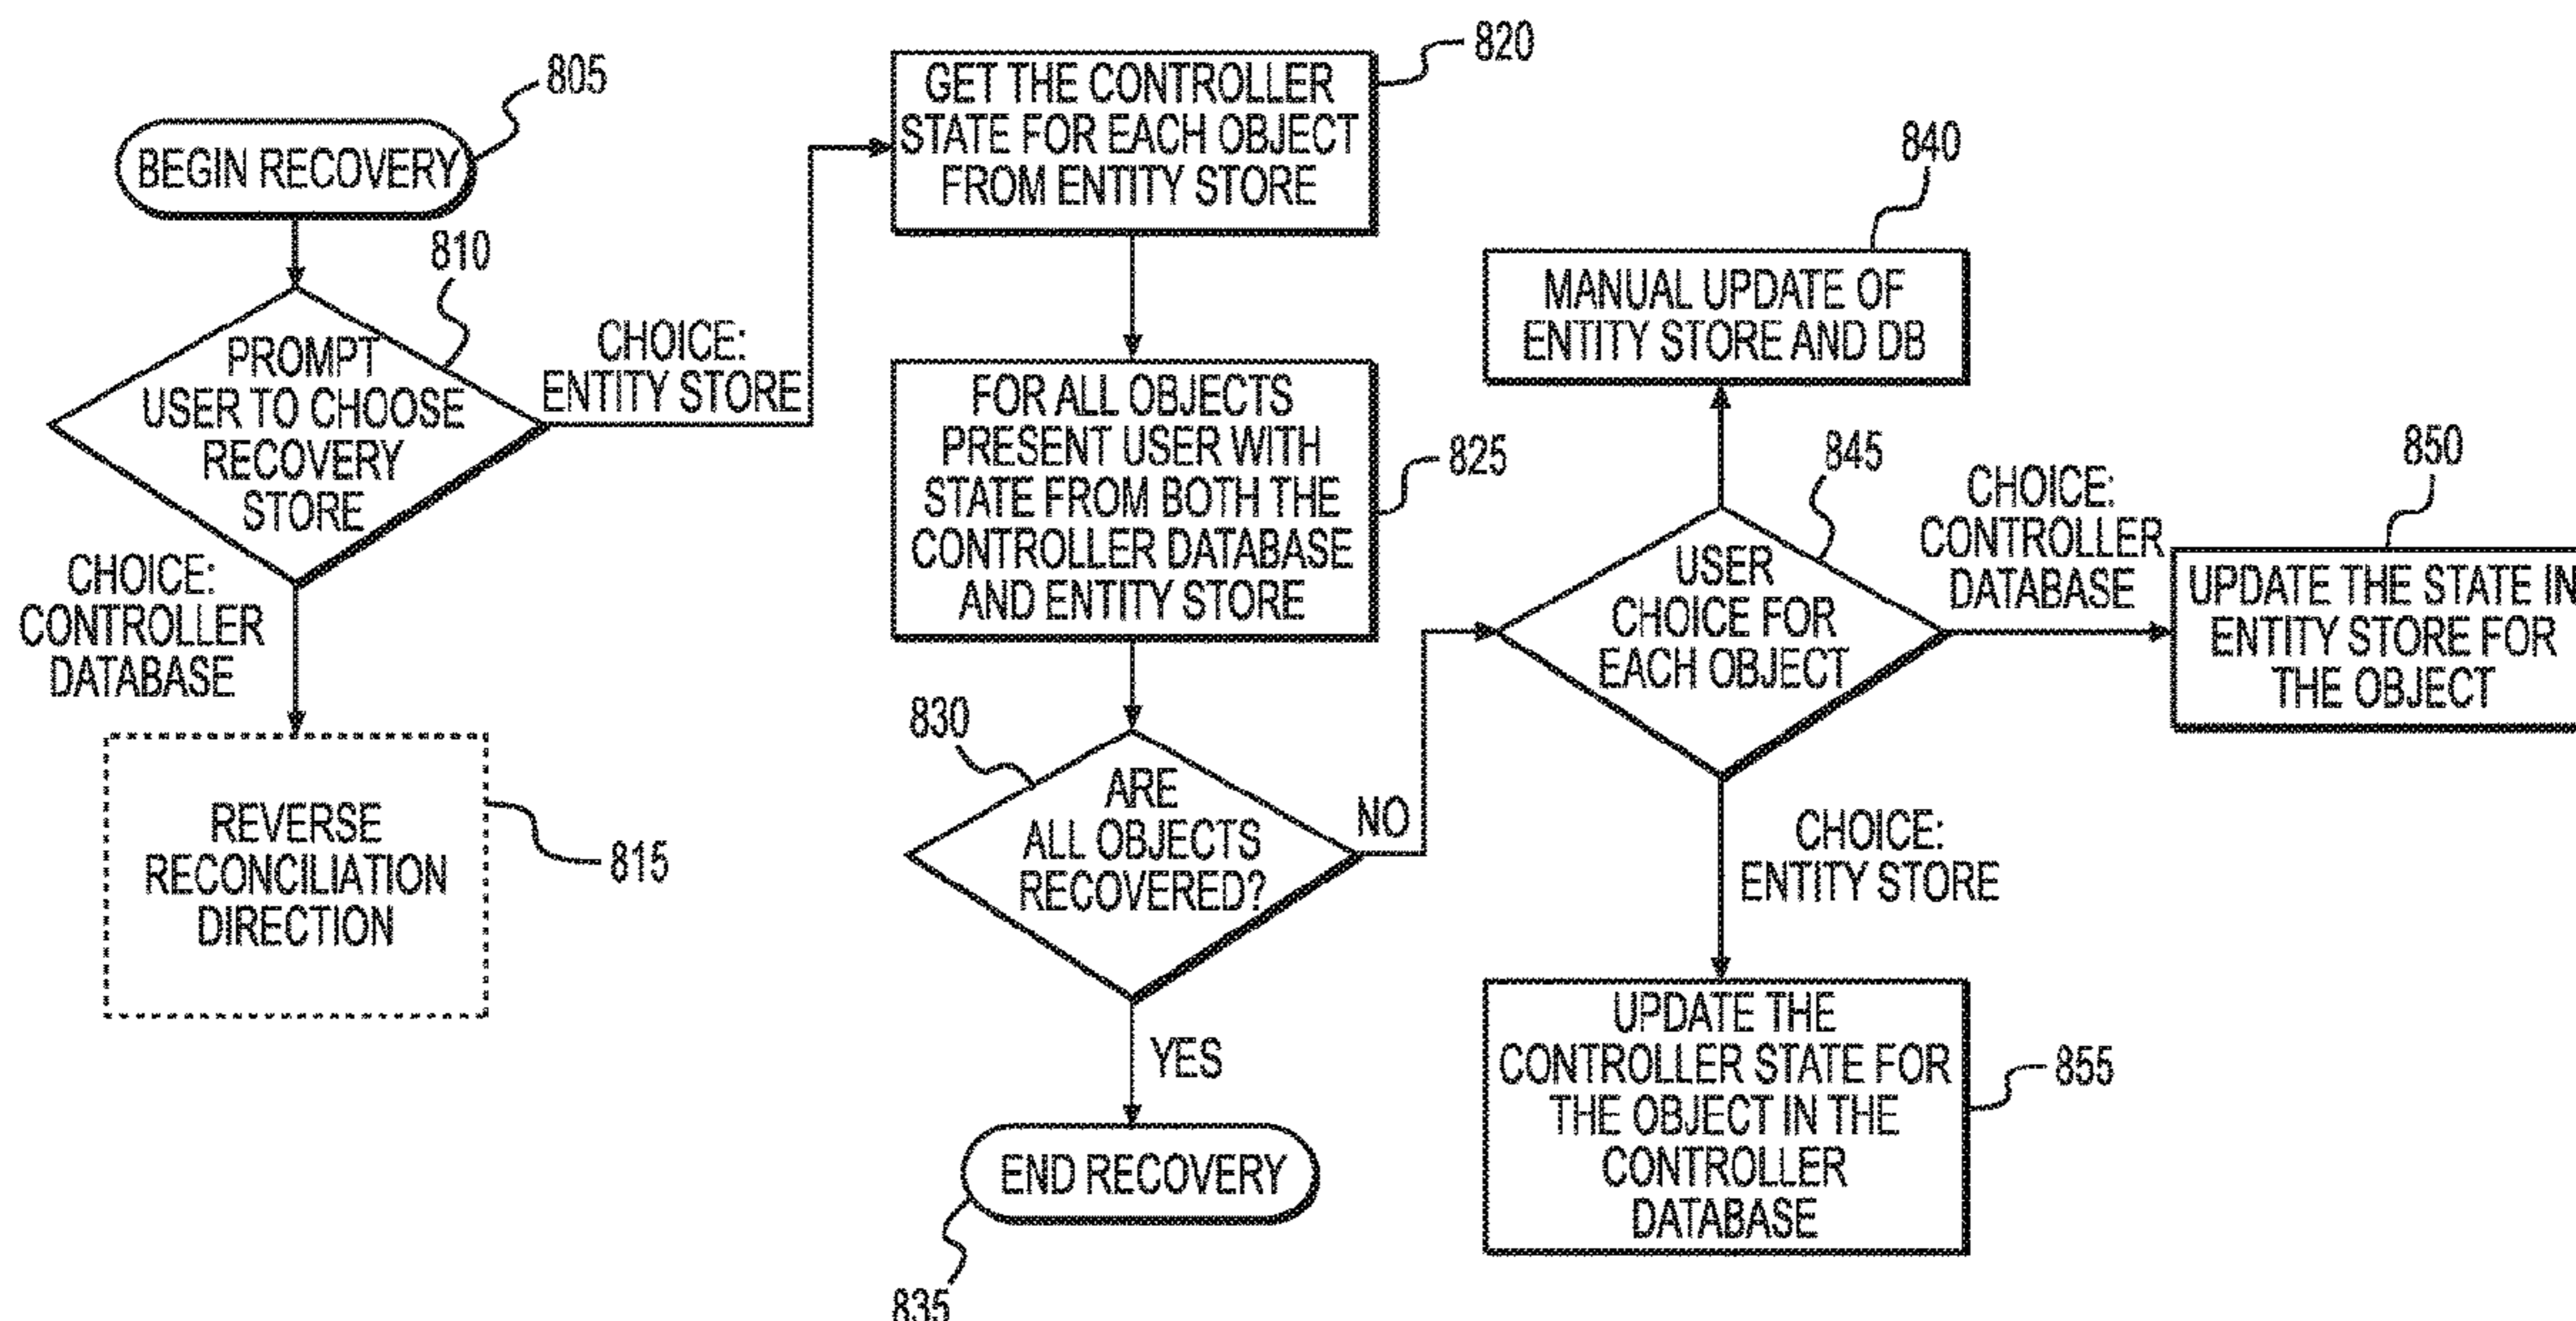 805
BEGIN RECOVERY
810
PROMPT
USER TO CHOOSE
RECOVERY
STORE
CHOICE:
ENTITY STORE
CHOICE:
CONTROLLER
DATABASE
REVERSE
RECONCILIATION
DIRECTION
815
820
GET THE CONTROLLER
STATE FOR EACH OBJECT
FROM ENTITY STORE
FOR ALL OBJECTS
PRESENT USER WITH
STATE FROM BOTH THE
CONTROLLER DATABASE
AND ENTITY STORE
825
830
ARE
ALL OBJECTS
RECOVERED?
NO
YES
END RECOVERY
835
840
MANUAL UPDATE OF
ENTITY STORE AND DB
845
USER
CHOICE FOR
EACH OBJECT
CHOICE:
CONTROLLER
DATABASE
850
UPDATE THE STATE IN
ENTITY STORE FOR
THE OBJECT
CHOICE:
ENTITY STORE
UPDATE THE
CONTROLLER STATE FOR
THE OBJECT IN THE
CONTROLLER
DATABASE
855